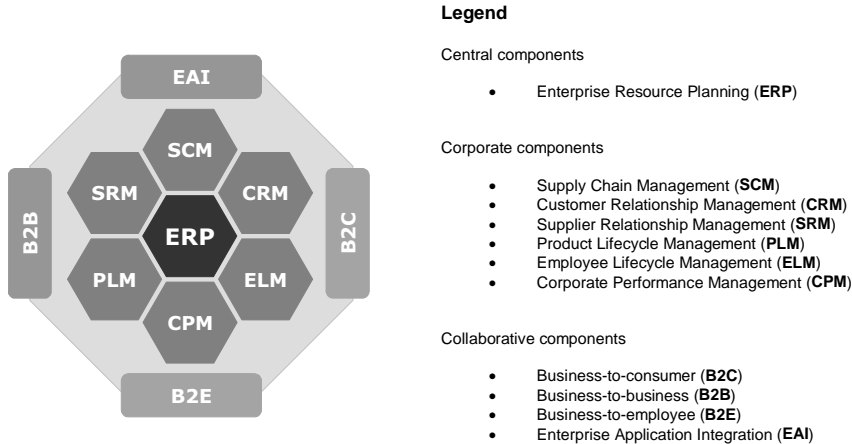 EAI
SCM
SRM
CRM
B2B
ERP
B2C
PLM
ELM
CPM
B2E
Legend
Central components
• Enterprise Resource Planning (ERP)
Corporate components
• Supply Chain Management (SCM)
• Customer Relationship Management (CRM)
• Supplier Relationship Management (SRM)
• Product Lifecycle Management (PLM)
• Employee Lifecycle Management (ELM)
• Corporate Performance Management (CPM)
Collaborative components
• Business-to-consumer (B2C)
• Business-to-business (B2B)
• Business-to-employee (B2E)
• Enterprise Application Integration (EAI)